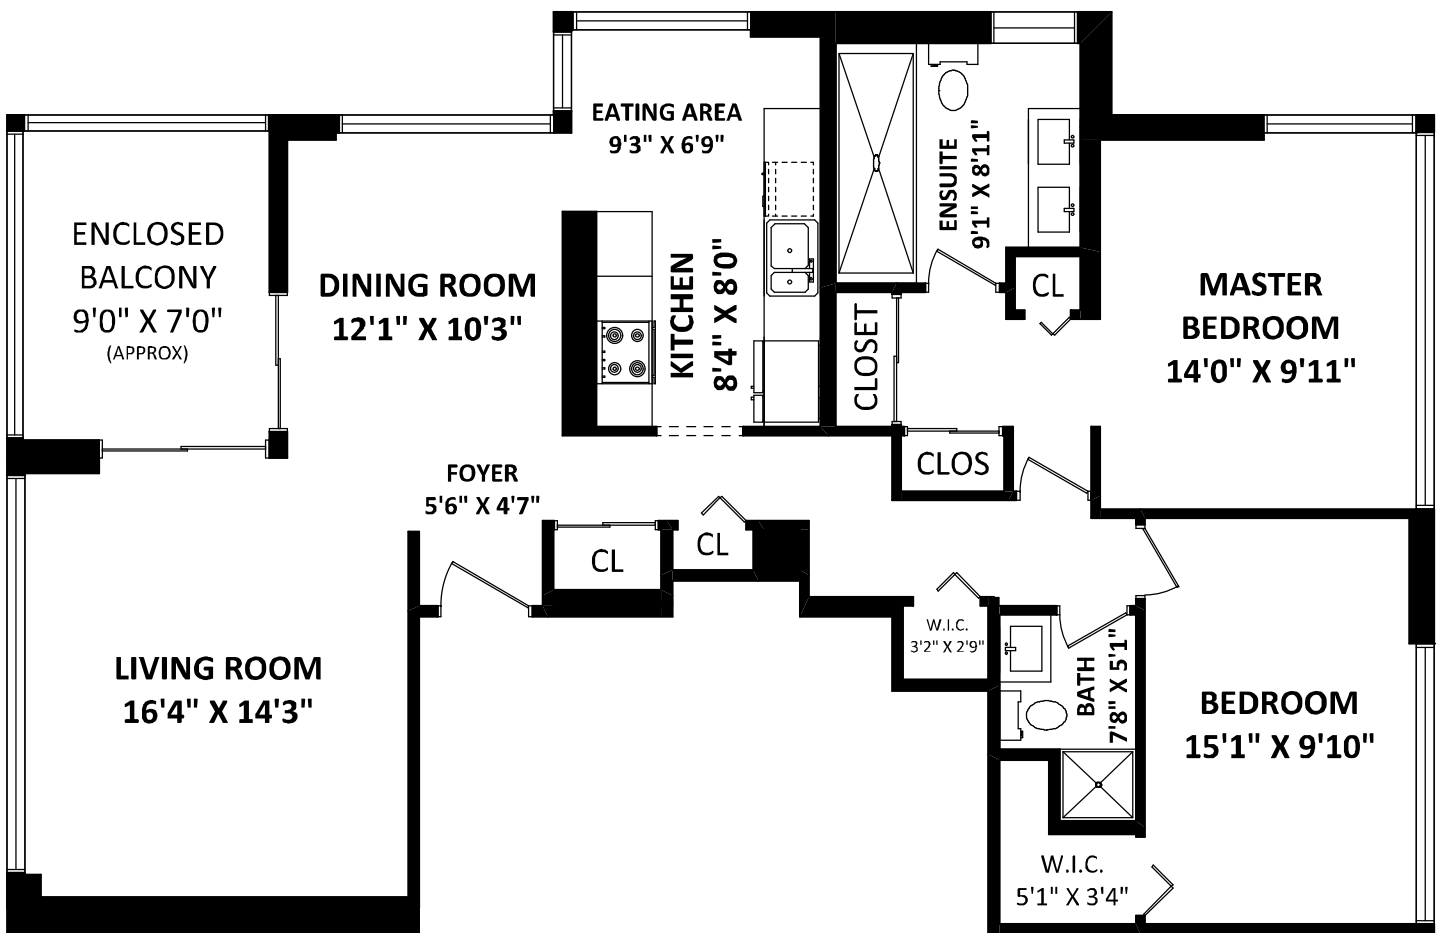 EATING AREA
9'3" X 6'9"
ENSUITE
9'1" X 8'11"
ENCLOSED
BALCONY
9'0" X 7'0"
(APPROX)
DINING ROOM
12'1" X 10'3"
KITCHEN
8'4" X 8'0"
CLOSET
CL
MASTER
BEDROOM
14'0" X 9'11"
CLOS
FOYER
5'6" X 4'7"
CL
CL
W.I.C.
3'2" X 2'9"
BATH
7'8" X 5'1"
LIVING ROOM
16'4" X 14'3"
BEDROOM
15'1" X 9'10"
W.I.C.
5'1" X 3'4"